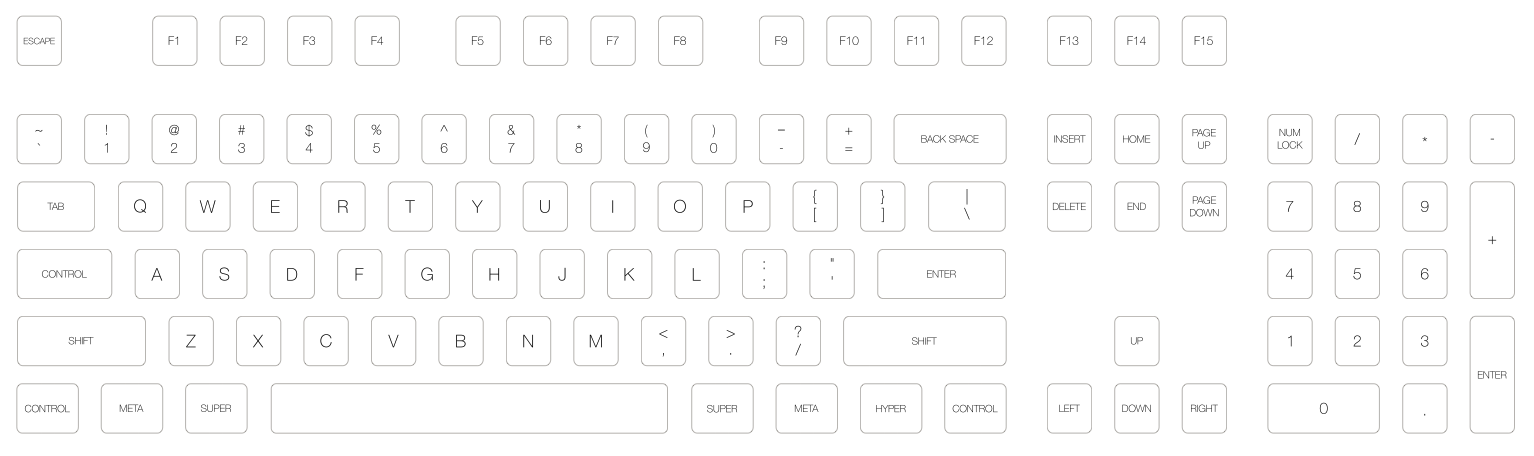 ESCAPE F1 F2 F3 F4 F5 F6 F7 F8 F9 F10 F11 F12 F13 F14 F15
~ ! @ # $ % ^ & * ( ) – +
` 1 2 3 4 5 6 7 8 9 0 - = BACK SPACE INSERT HOME PAGE UP NUM LOCK / * -
TAB Q W E R T Y U I O P { [ } ] | \ DELETE END PAGE DOWN 7 8 9 +
CONTROL A S D F G H J K L : ; " ' ENTER 4 5 6
SHIFT Z X C V B N M < , > . ? / SHIFT UP 1 2 3 ENTER
CONTROL META SUPER SUPER META HYPER CONTROL LEFT DOWN RIGHT 0 .